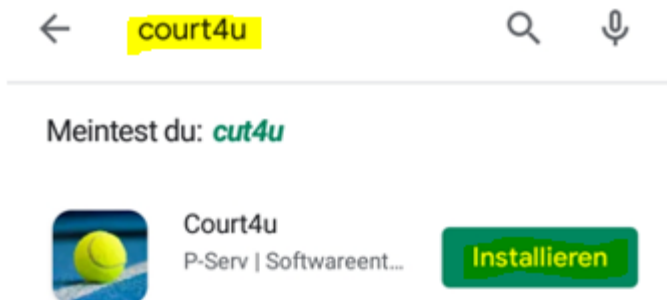 court4u
Meintest du: cut4u
Court4u
P-Serv | Softwareent...
Installieren